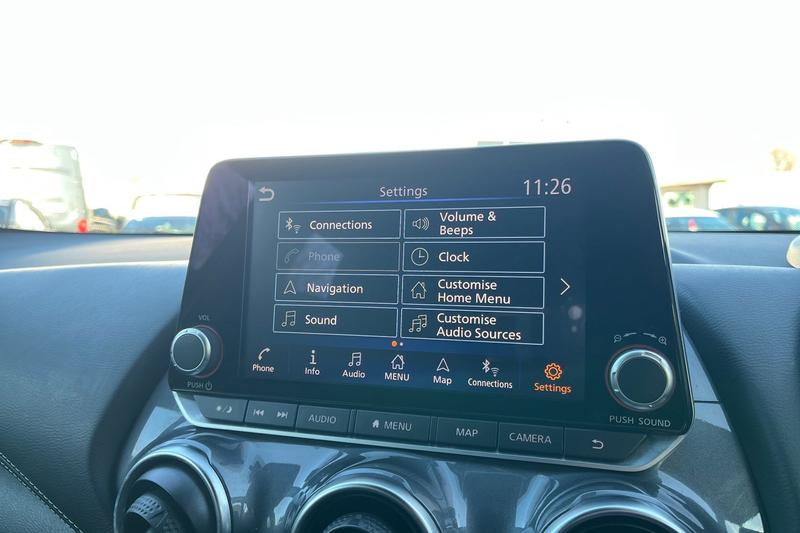 Settings
11:26
Connections
Volume &
Beeps
Phone
Clock
Navigation
Customise
Home Menu
Sound
Customise
Audio Sources
Phone
Info
Audio
MENU
Map
Connections
Settings
VOL
PUSH
PUSH SOUND
AUDIO
MENU
MAP
CAMERA